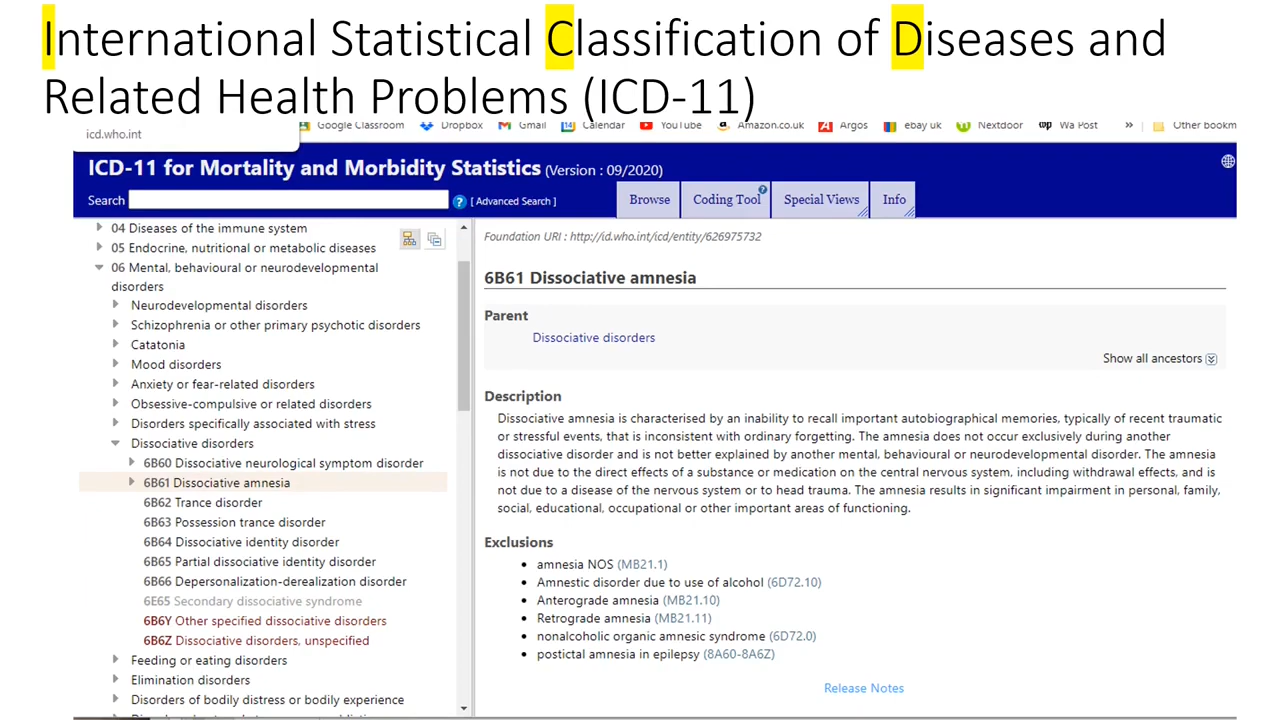 International Statistical Classification of Diseases and
Related Health Problems (ICD-11)
icd.who.int
Google Classroom Dropbox Gmail 14 Calendar YouTube Amazon.co.uk Argos ebay uk Nextdoor Wa Post » Other bookm
ICD-11 for Mortality and Morbidity Statistics (Version : 09/2020)
Search ? [ Advanced Search ] Browse Coding Tool ? Special Views Info
04 Diseases of the immune system
05 Endocrine, nutritional or metabolic diseases
06 Mental, behavioural or neurodevelopmental
disorders
Neurodevelopmental disorders
Schizophrenia or other primary psychotic disorders
Catatonia
Mood disorders
Anxiety or fear-related disorders
Obsessive-compulsive or related disorders
Disorders specifically associated with stress
Dissociative disorders
6B60 Dissociative neurological symptom disorder
6B61 Dissociative amnesia
6B62 Trance disorder
6B63 Possession trance disorder
6B64 Dissociative identity disorder
6B65 Partial dissociative identity disorder
6B66 Depersonalization-derealization disorder
6E65 Secondary dissociative syndrome
6B6Y Other specified dissociative disorders
6B6Z Dissociative disorders, unspecified
Feeding or eating disorders
Elimination disorders
Disorders of bodily distress or bodily experience
Foundation URI : http://id.who.int/icd/entity/626975732
6B61 Dissociative amnesia
Parent
Dissociative disorders
Show all ancestors
Description
Dissociative amnesia is characterised by an inability to recall important autobiographical memories, typically of recent traumatic
or stressful events, that is inconsistent with ordinary forgetting. The amnesia does not occur exclusively during another
dissociative disorder and is not better explained by another mental, behavioural or neurodevelopmental disorder. The amnesia
is not due to the direct effects of a substance or medication on the central nervous system, including withdrawal effects, and is
not due to a disease of the nervous system or to head trauma. The amnesia results in significant impairment in personal, family,
social, educational, occupational or other important areas of functioning.
Exclusions
amnesia NOS (MB21.1)
Amnestic disorder due to use of alcohol (6D72.10)
Anterograde amnesia (MB21.10)
Retrograde amnesia (MB21.11)
nonalcoholic organic amnesic syndrome (6D72.0)
postictal amnesia in epilepsy (8A60-8A6Z)
Release Notes